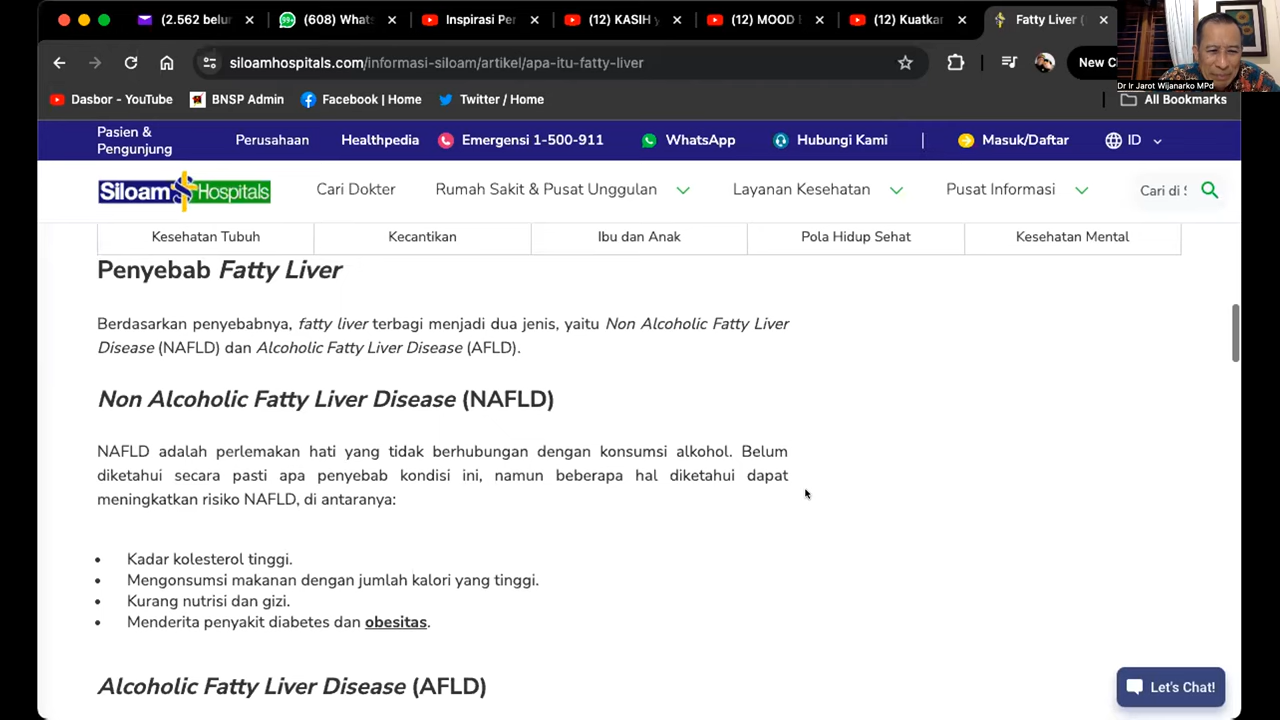 (2.562 belu
(608) Whats
Inspirasi Per
(12) KASIH y
(12) MOOD
(12) Kuatkan
Fatty Liver (
siloamhospitals.com/informasi-siloam/artikel/apa-itu-fatty-liver
New C
Dr Ir Jarot Wijanarko MPd
Dasbor - YouTube
BNSP Admin
Facebook | Home
Twitter / Home
All Bookmarks
Pasien &
Pengunjung
Perusahaan
Healthpedia
Emergensi 1-500-911
WhatsApp
Hubungi Kami
Masuk/Daftar
ID
Siloam Hospitals
Cari Dokter
Rumah Sakit & Pusat Unggulan
Layanan Kesehatan
Pusat Informasi
Cari di S
Kesehatan Tubuh
Kecantikan
Ibu dan Anak
Pola Hidup Sehat
Kesehatan Mental
Penyebab Fatty Liver
Berdasarkan penyebabnya, fatty liver terbagi menjadi dua jenis, yaitu Non Alcoholic Fatty Liver
Disease (NAFLD) dan Alcoholic Fatty Liver Disease (AFLD).
Non Alcoholic Fatty Liver Disease (NAFLD)
NAFLD adalah perlemakan hati yang tidak berhubungan dengan konsumsi alkohol. Belum
diketahui secara pasti apa penyebab kondisi ini, namun beberapa hal diketahui dapat
meningkatkan risiko NAFLD, di antaranya:
• Kadar kolesterol tinggi.
• Mengonsumsi makanan dengan jumlah kalori yang tinggi.
• Kurang nutrisi dan gizi.
• Menderita penyakit diabetes dan obesitas.
Alcoholic Fatty Liver Disease (AFLD)
Let's Chat!